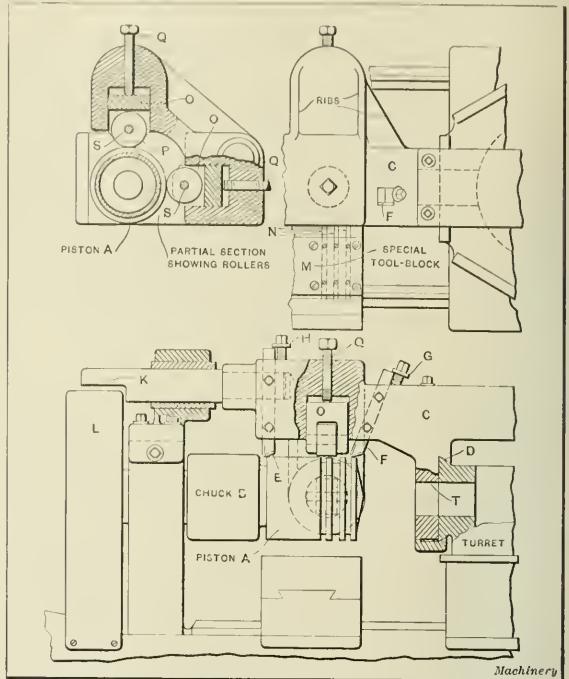 Q
O
O
S
P
Q
S
PISTON A
PARTIAL SECTION
SHOWING ROLLERS
RIBS
C
F
N
M
SPECIAL
TOOL-BLOCK
H
Q
G
K
O
C
L
D
F
E
T
CHUCK B
TURRET
PISTON A
Machinery